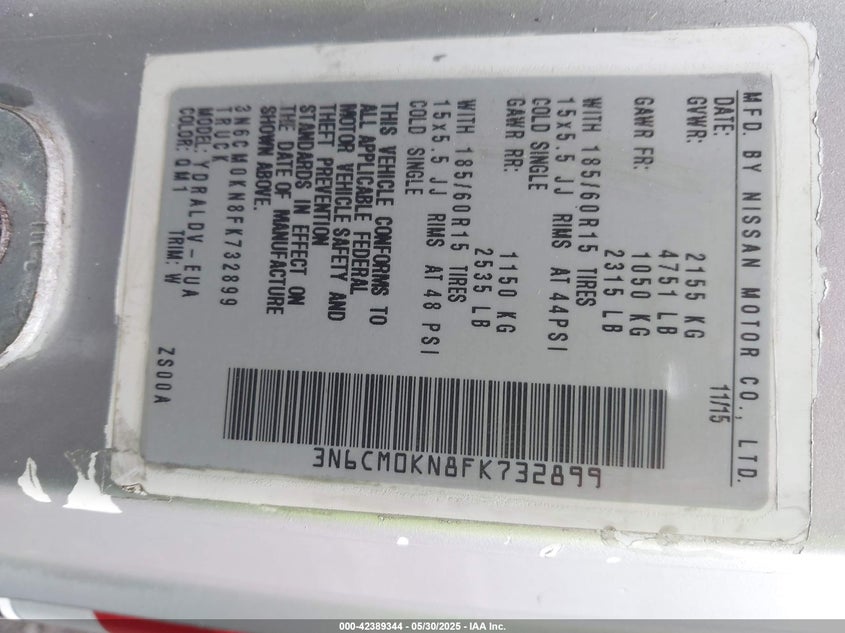 MFD. BY NISSAN MOTOR CO., LTD.
DATE: 11/15
GVWR: 2155 KG
4751 LB
GAWR FR: 1050 KG
2315 LB
WITH 185/60R15 TIRES
15x5.5 JJ RIMS AT 44PSI
COLD SINGLE
GAWR RR: 1150 KG
2535 LB
WITH 185/60R15 TIRES
15x5.5 JJ RIMS AT 48 PSI
COLD SINGLE
THIS VEHICLE CONFORMS TO
ALL APPLICABLE FEDERAL
MOTOR VEHICLE SAFETY AND
THEFT PREVENTION
STANDARDS IN EFFECT ON
THE DATE OF MANUFACTURE
SHOWN ABOVE.
3N6CM0KN8FK732899
3N6CM0KN8FK732899
TRUCK
MODEL: YDRALDV-EUA
COLOR: QM1 TRIM: W ZS00A
000-42389344 - 05/30/2025 - IAA Inc.